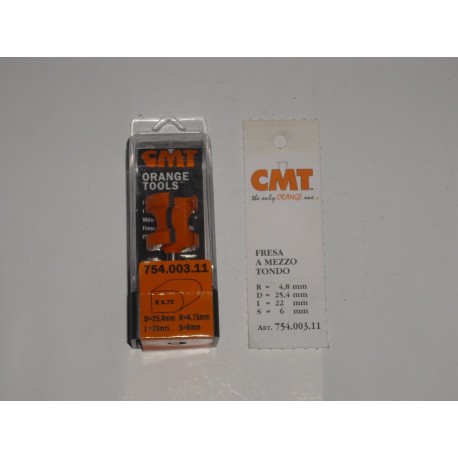 CMT
ORANGE
TOOLS
754.003.11
R 4.75
D=25.4mm R=4.75mm
S=6mm
CMT
the only ORANGE one
FRESA
A MEZZO
TONDO
R = 4,8 mm
D = 25,4 mm
I = 22 mm
S = 6 mm
ART. 754.003.11